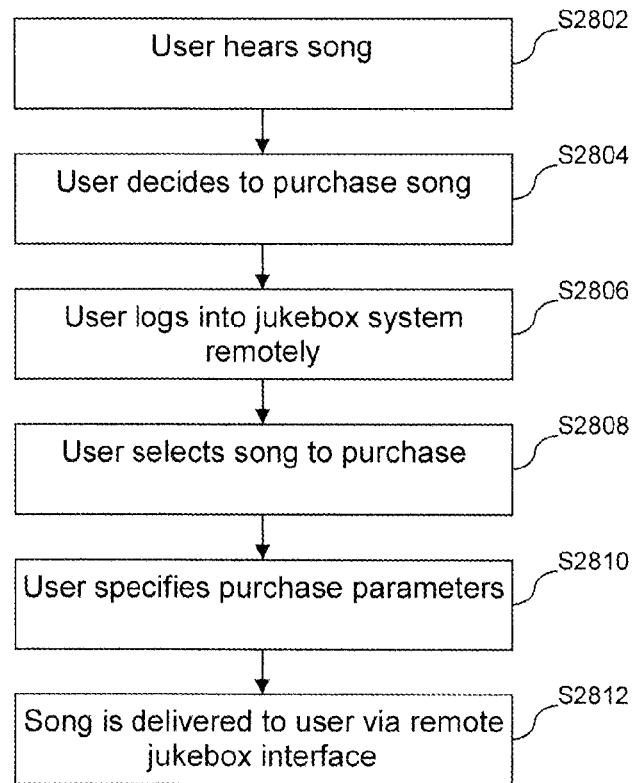 S2802
User hears song
S2804
User decides to purchase song
S2806
User logs into jukebox system
remotely
S2808
User selects song to purchase
S2810
User specifies purchase parameters
S2812
Song is delivered to user via remote
jukebox interface